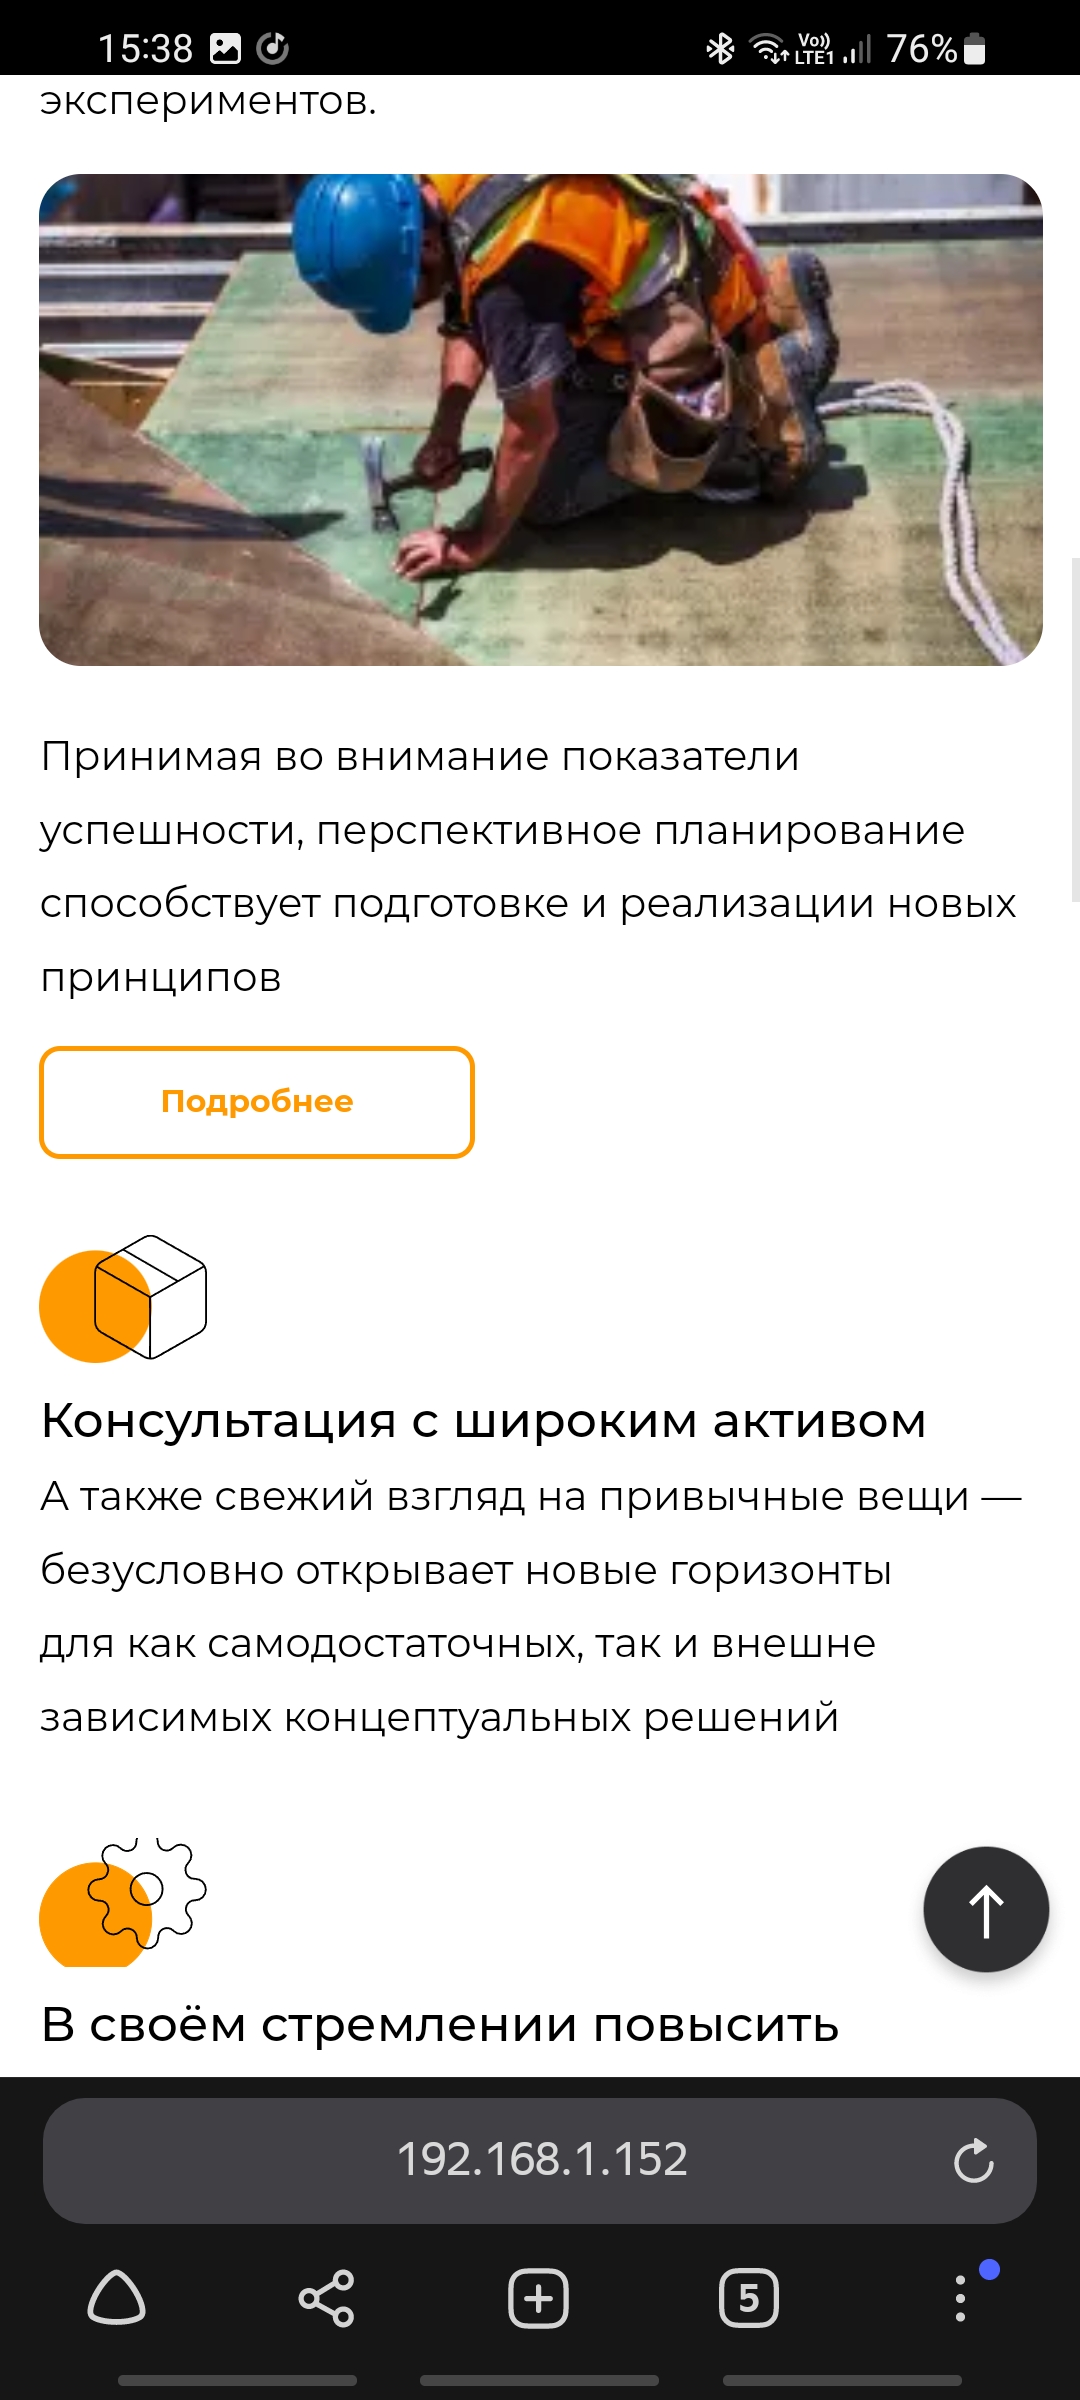 15:38
Vo))
LTE1
76%
экспериментов.
Принимая во внимание показатели
успешности, перспективное планирование
способствует подготовке и реализации новых
принципов
Подробнее
Консультация с широким активом
А также свежий взгляд на привычные вещи —
безусловно открывает новые горизонты
для как самодостаточных, так и внешне
зависимых концептуальных решений
В своём стремлении повысить
192.168.1.152
5